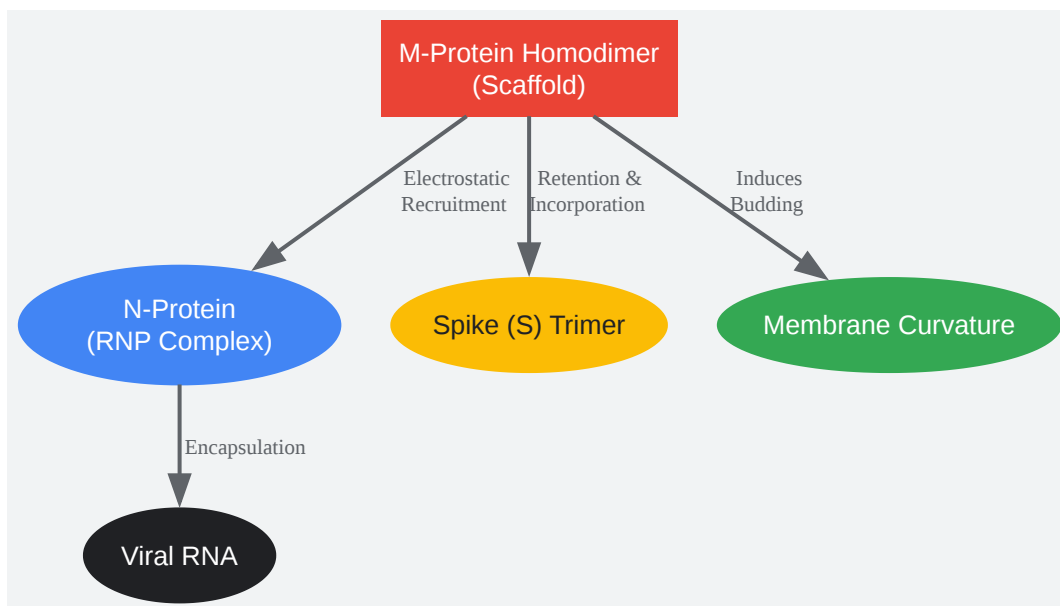 M-Protein Homodimer
(Scaffold)
Electrostatic
Recruitment
Retention &
Incorporation
Induces
Budding
N-Protein
(RNP Complex)
Spike (S) Trimer
Membrane Curvature
Encapsulation
Viral RNA